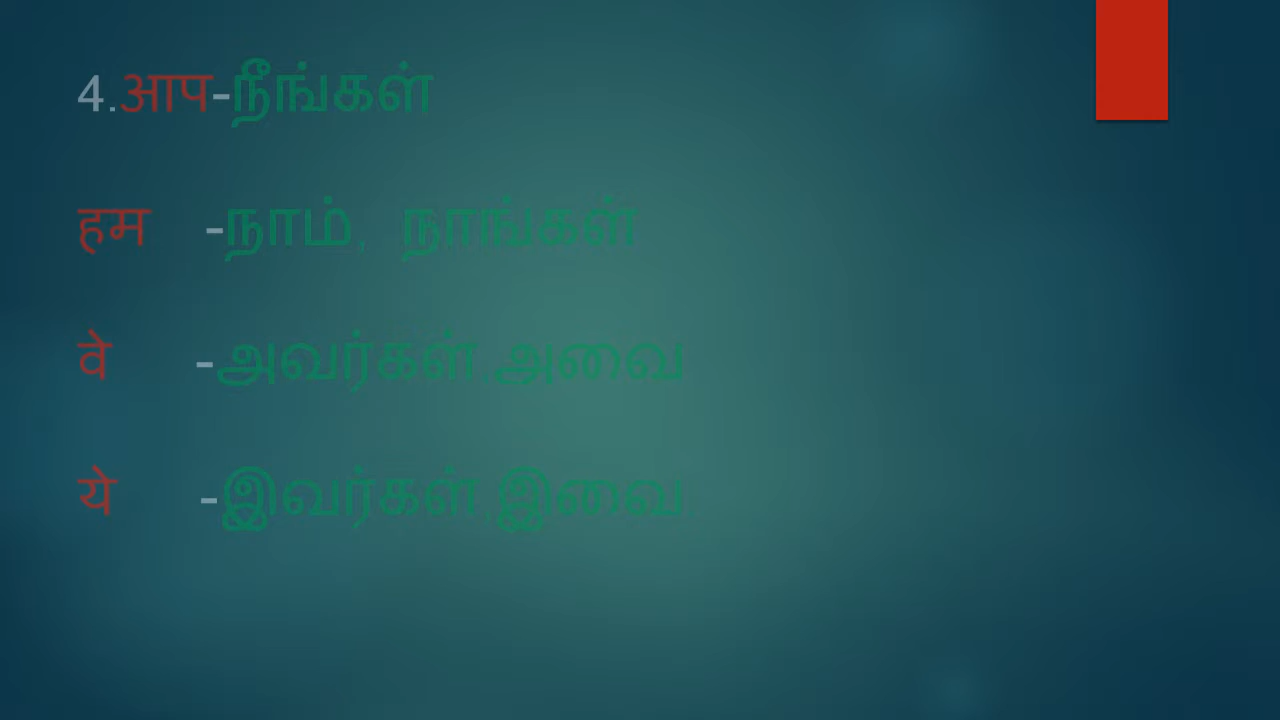 4.आप-நீங்கள்
हम -நாம், நாங்கள்
वे -அவர்கள்,அவை
ये -இவர்கள்,இவை.